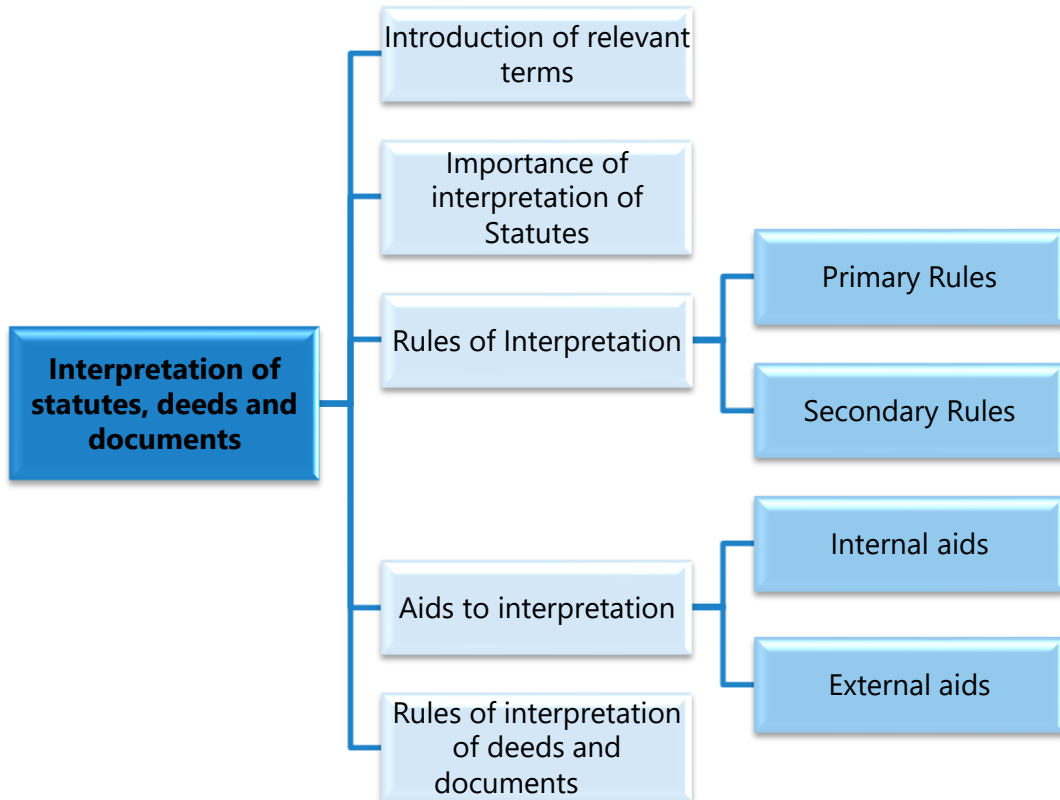 Introduction of relevant
terms
Importance of
interpretation of
Statutes
Primary Rules
Rules of Interpretation
Interpretation of
statutes, deeds and
documents
Secondary Rules
Internal aids
Aids to interpretation
External aids
Rules of interpretation
of deeds and
documents